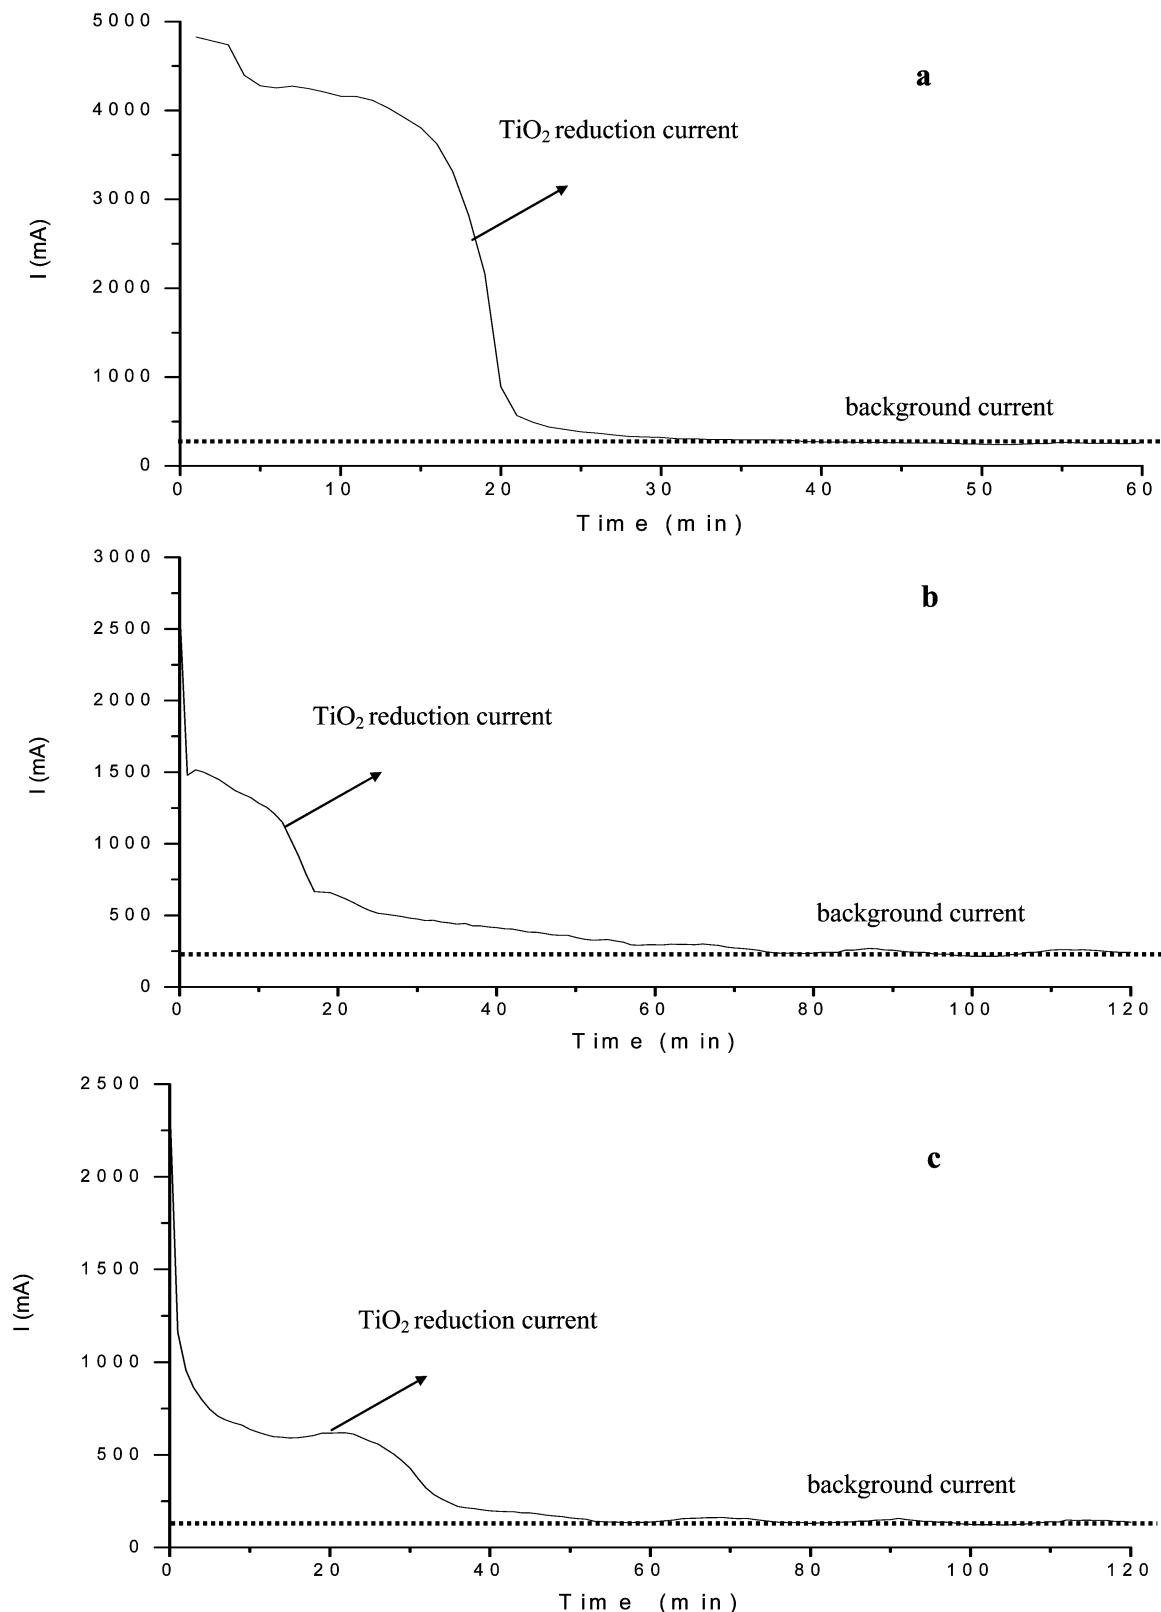 5000
a
TiO2 reduction current
4000
3000
I (mA)
2000
1000
background current
0
0 10 20 30 40 50 60
Time (min)
3000
b
2500
2000
TiO2 reduction current
I (mA)
1500
1000
background current
500
0
0 20 40 60 80 100 120
Time (min)
2500
c
2000
1500
I (mA)
TiO2 reduction current
1000
500
background current
0
0 20 40 60 80 100 120
Time (min)